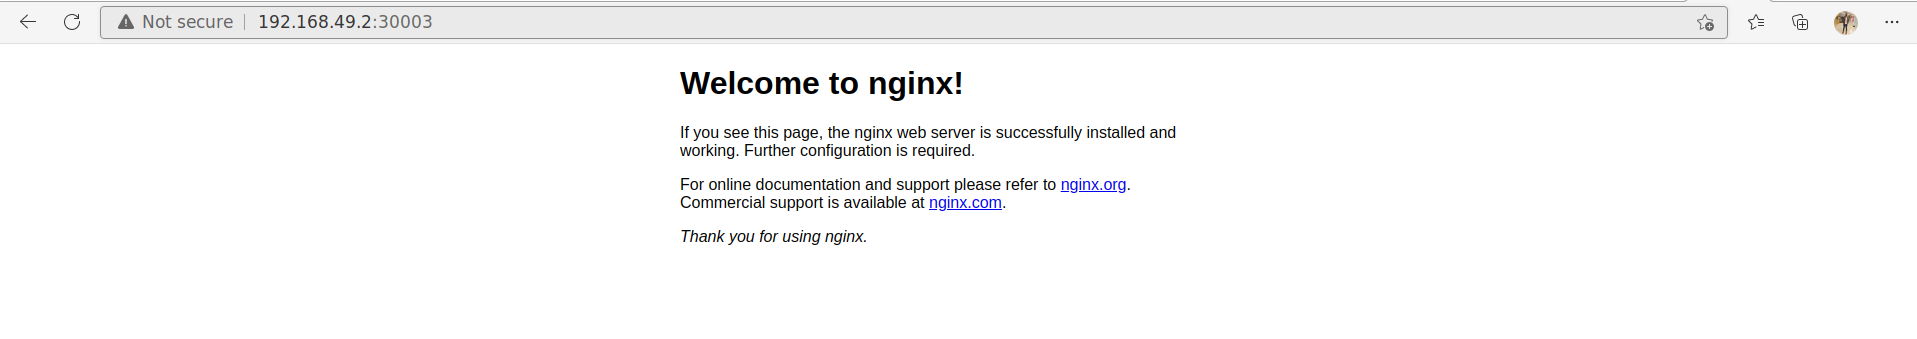 Not secure 192.168.49.2:30003
Welcome to nginx!
If you see this page, the nginx web server is successfully installed and
working. Further configuration is required.
For online documentation and support please refer to nginx.org.
Commercial support is available at nginx.com.
Thank you for using nginx.